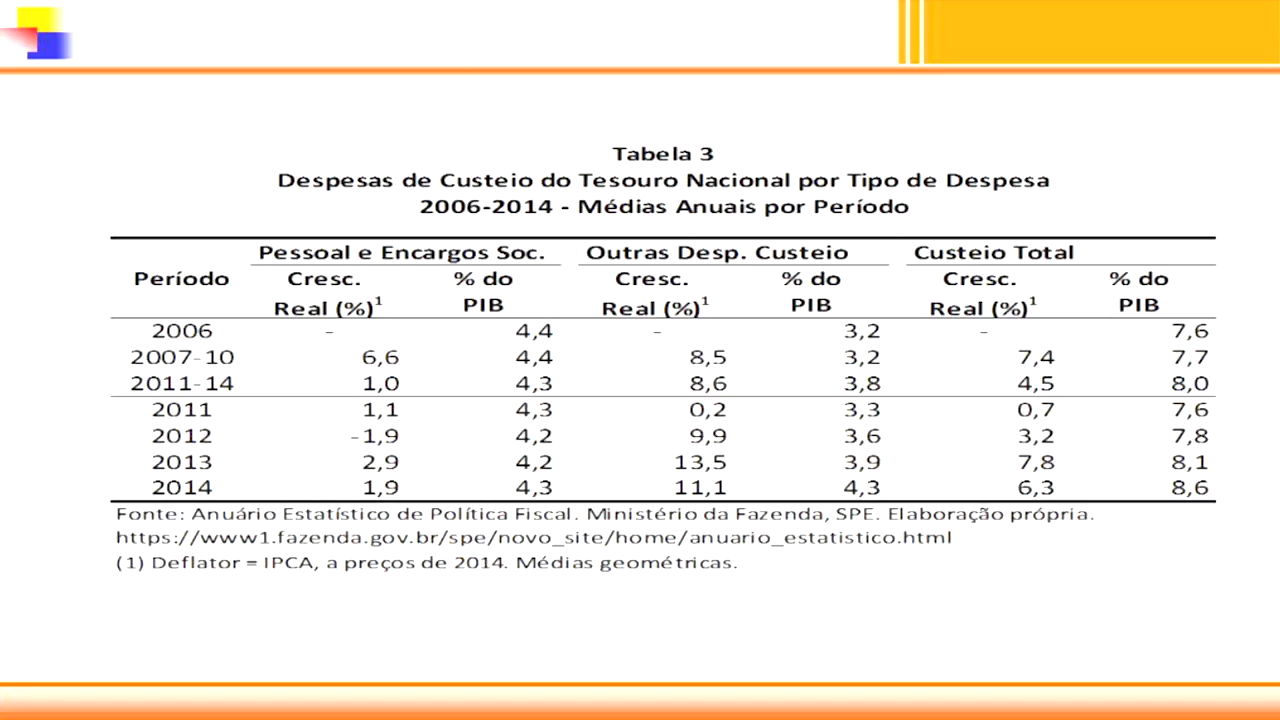 Tabela 3
Despesas de Custeio do Tesouro Nacional por Tipo de Despesa
2006-2014 - Médias Anuais por Período
Pessoal e Encargos Soc. Outras Desp. Custeio Custeio Total
Período Cresc. % do Cresc. % do Cresc. % do
Real (%)1 PIB Real (%)1 PIB Real (%)1 PIB
2006 - 4,4 - 3,2 - 7,6
2007-10 6,6 4,4 8,5 3,2 7,4 7,7
2011-14 1,0 4,3 8,6 3,8 4,5 8,0
2011 1,1 4,3 0,2 3,3 0,7 7,6
2012 -1,9 4,2 9,9 3,6 3,2 7,8
2013 2,9 4,2 13,5 3,9 7,8 8,1
2014 1,9 4,3 11,1 4,3 6,3 8,6
Fonte: Anuário Estatístico de Política Fiscal. Ministério da Fazenda, SPE. Elaboração própria.
https://www1.fazenda.gov.br/spe/novo_site/home/anuario_estatistico.html
(1) Deflator = IPCA, a preços de 2014. Médias geométricas.